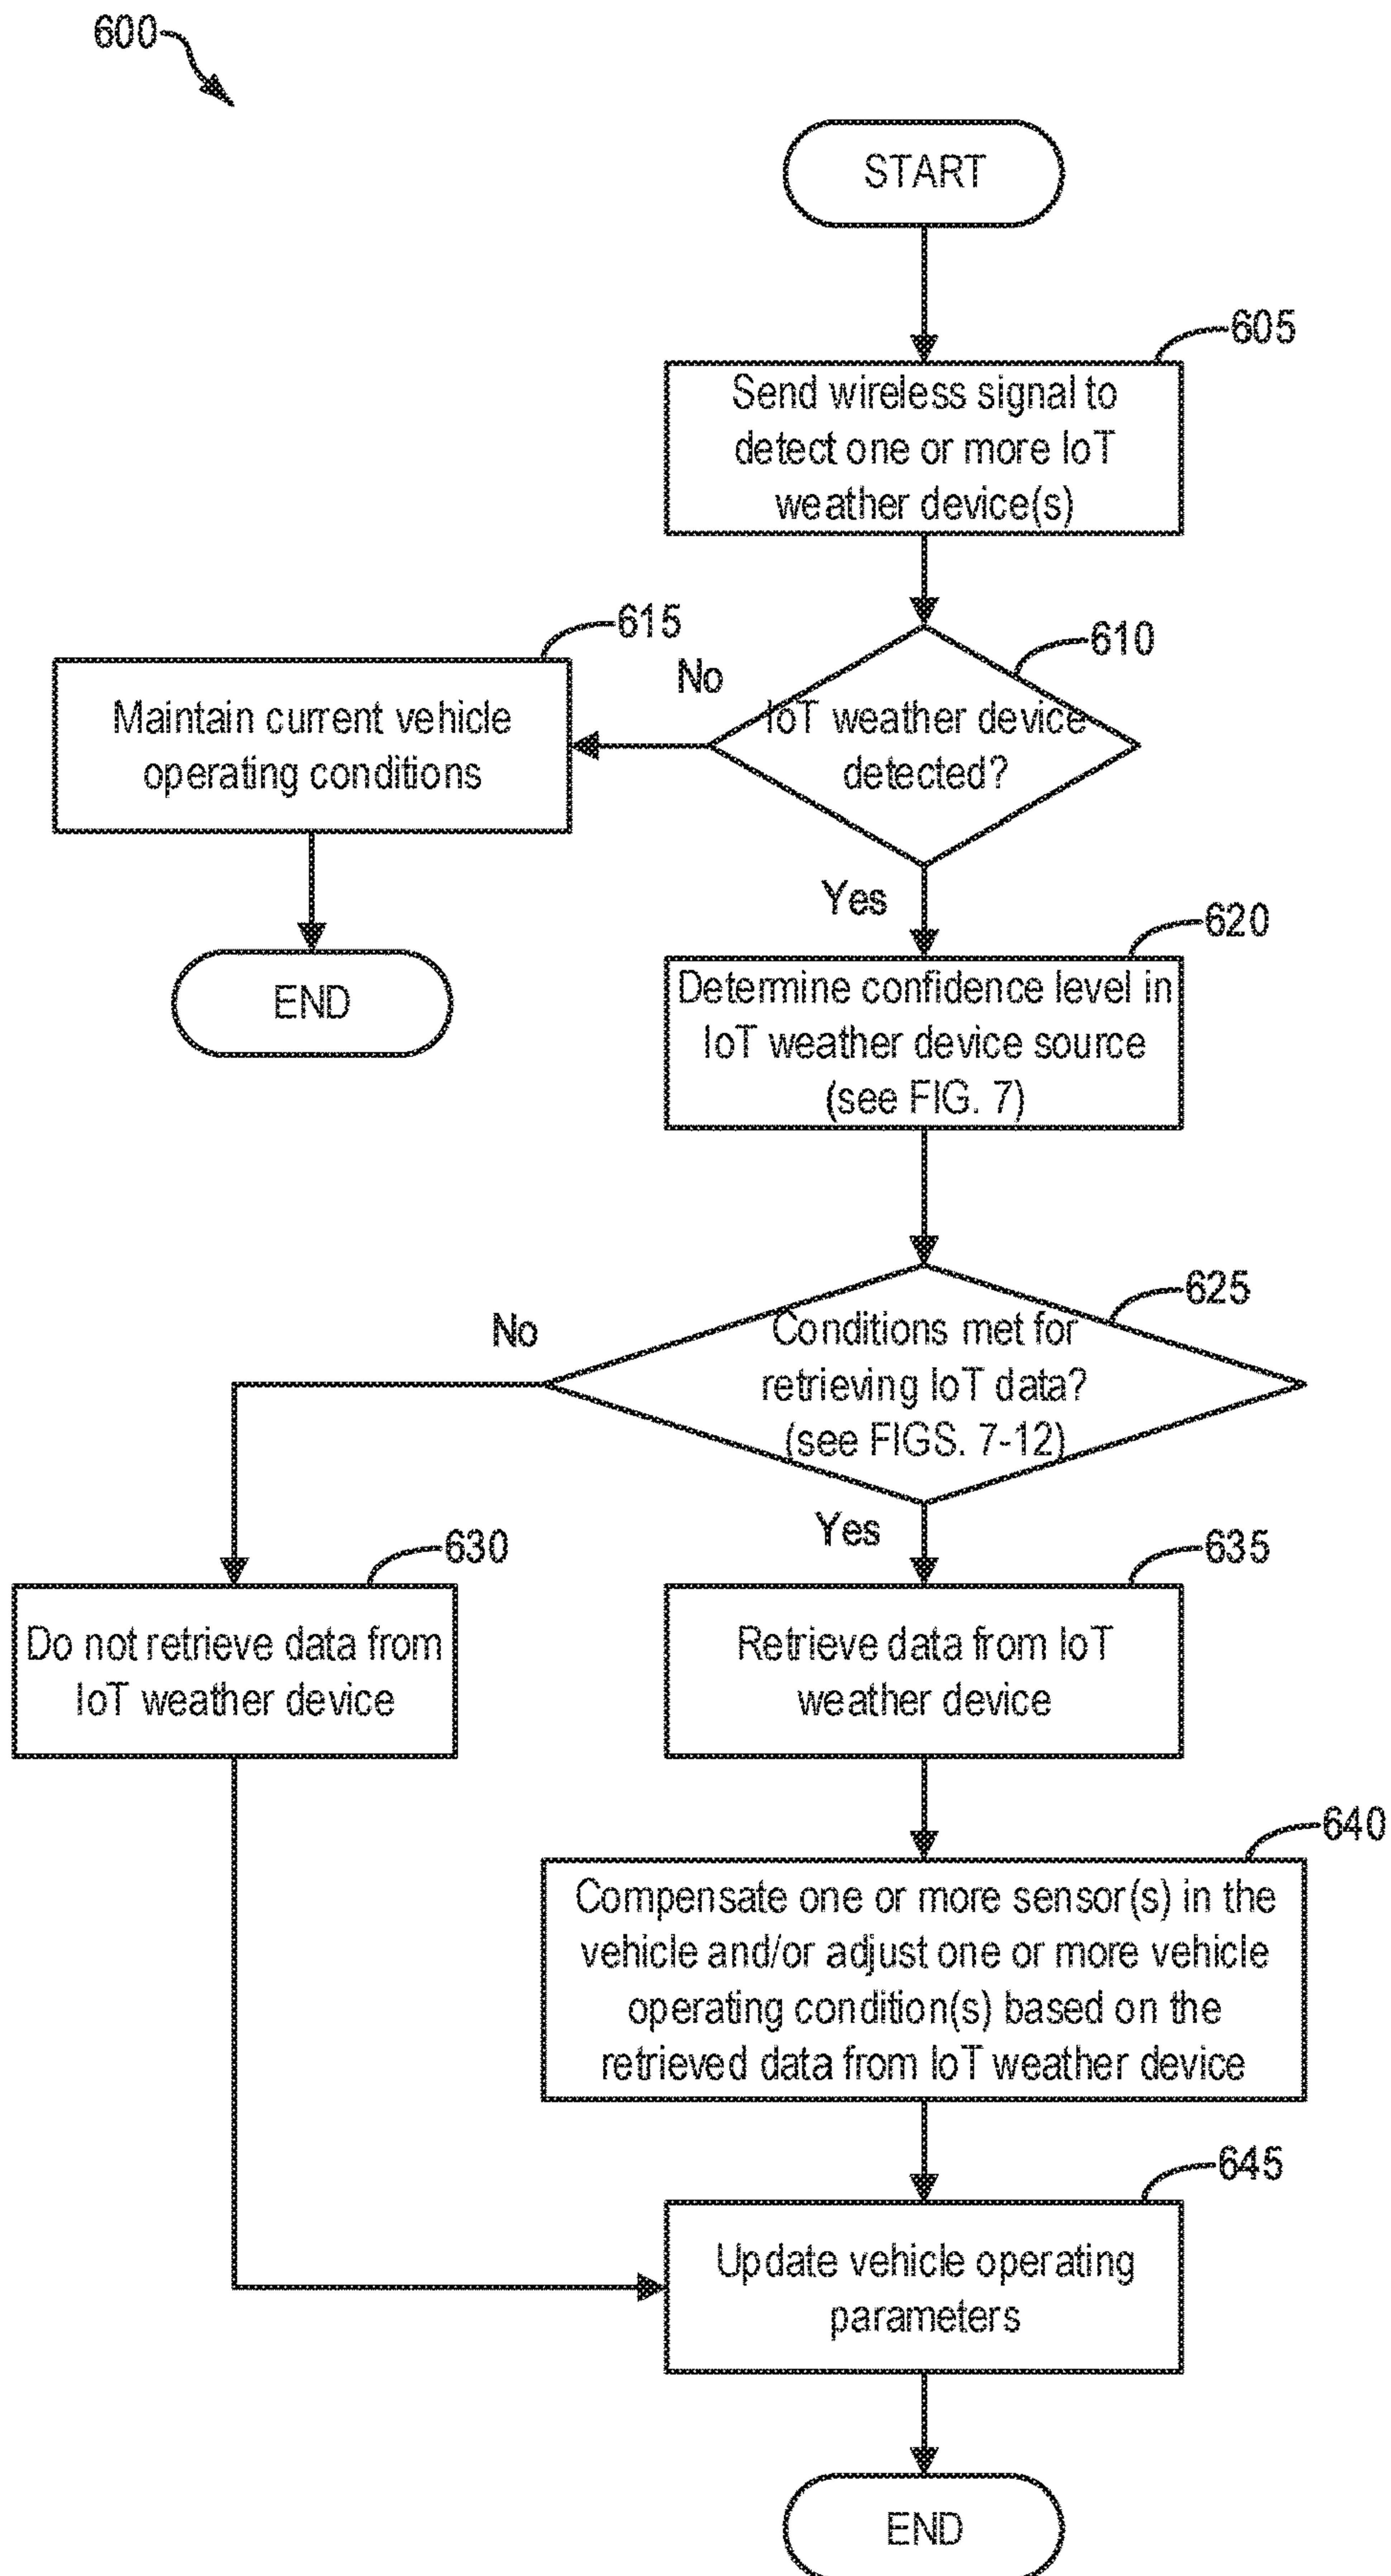 600
START
605
Send wireless signal to
detect one or more IoT
weather device(s)
610
IoT weather device
detected?
No
615
Maintain current vehicle
operating conditions
END
Yes
620
Determine confidence level in
IoT weather device source
(see FIG. 7)
625
Conditions met for
retrieving IoT data?
(see FIGS. 7-12)
No
630
Do not retrieve data from
IoT weather device
Yes
635
Retrieve data from IoT
weather device
640
Compensate one or more sensor(s) in the
vehicle and/or adjust one or more vehicle
operating condition(s) based on the
retrieved data from IoT weather device
645
Update vehicle operating
parameters
END